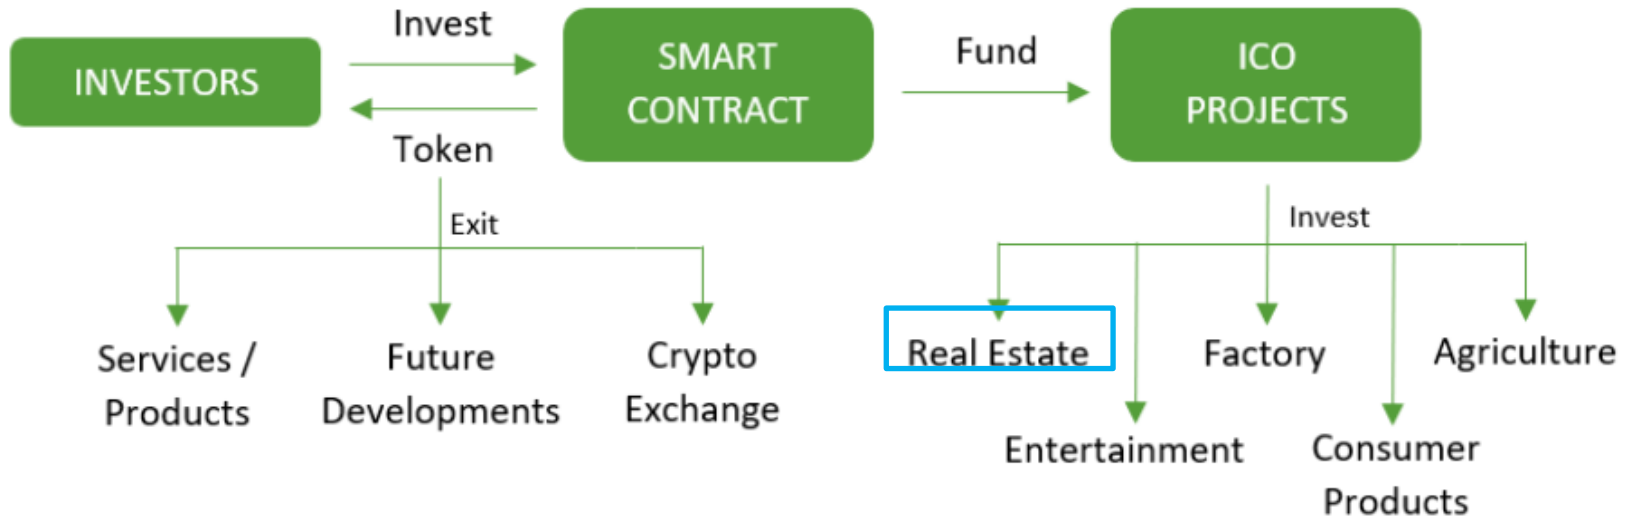 INVESTORS
Invest
Token
SMART
CONTRACT
Fund
ICO
PROJECTS
Exit
Services /
Products
Future
Developments
Crypto
Exchange
Invest
Real Estate
Entertainment
Factory
Consumer
Products
Agriculture